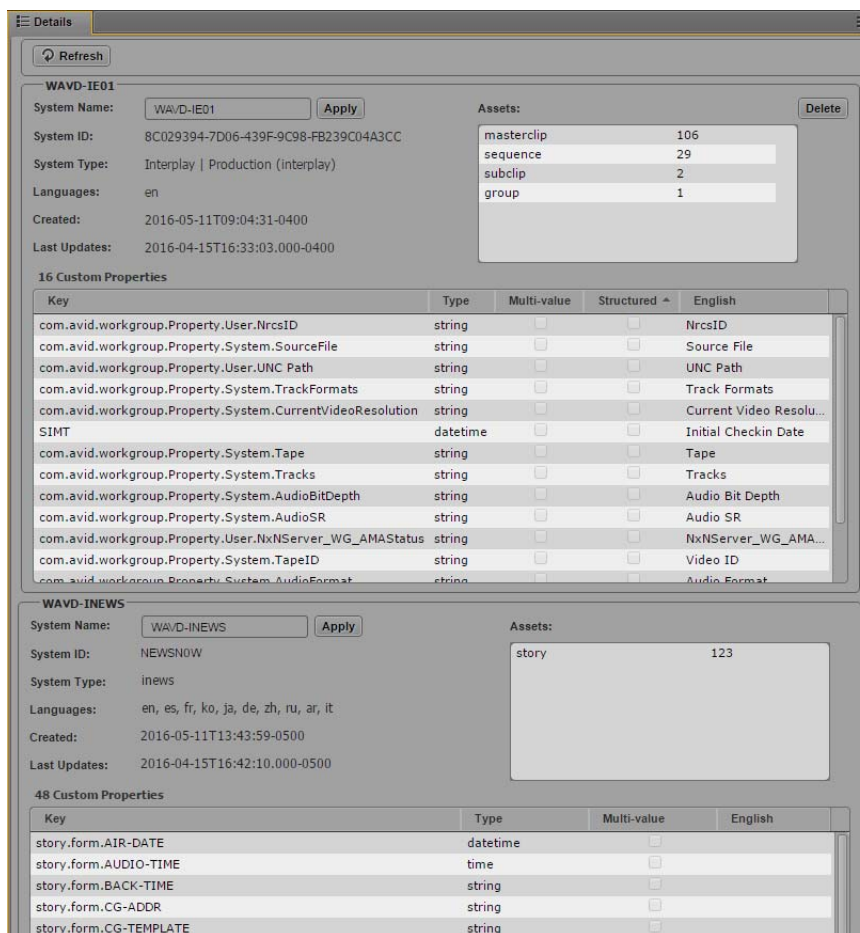 Details
Refresh
WAVD-IE01
System Name: WAVD-IE01 Apply Assets: Delete
System ID: 8C029394-7D06-439F-9C98-FB239C04A3CC masterclip 106
sequence 29
System Type: Interplay | Production (interplay) subclip 2
Languages: en group 1
Created: 2016-05-11T09:04:31-0400
Last Updates: 2016-04-15T16:33:03.000-0400
16 Custom Properties
Key Type Multi-value Structured English
com.avid.workgroup.Property.User.NrcsID string NrcsID
com.avid.workgroup.Property.System.SourceFile string Source File
com.avid.workgroup.Property.User.UNC Path string UNC Path
com.avid.workgroup.Property.System.TrackFormats string Track Formats
com.avid.workgroup.Property.System.CurrentVideoResolution string Current Video Resolu...
SIMT datetime Initial Checkin Date
com.avid.workgroup.Property.System.Tape string Tape
com.avid.workgroup.Property.System.Tracks string Tracks
com.avid.workgroup.Property.System.AudioBitDepth string Audio Bit Depth
com.avid.workgroup.Property.System.AudioSR string Audio SR
com.avid.workgroup.Property.User.NxNServer_WG_AMAStatus string NxNServer_WG_AMA...
com.avid.workgroup.Property.System.TapeID string Video ID
com.avid.workgroup.Property.System.AudioFormat string Audio Format
WAVD-INEWS
System Name: WAVD-INEWS Apply Assets:
System ID: NEWSN0W story 123
System Type: inews
Languages: en, es, fr, ko, ja, de, zh, ru, ar, it
Created: 2016-05-11T13:43:59-0500
Last Updates: 2016-04-15T16:42:10.000-0500
48 Custom Properties
Key Type Multi-value English
story.form.AIR-DATE datetime
story.form.AUDIO-TIME time
story.form.BACK-TIME string
story.form.CG-ADDR string
story.form.CG-TEMPLATE string